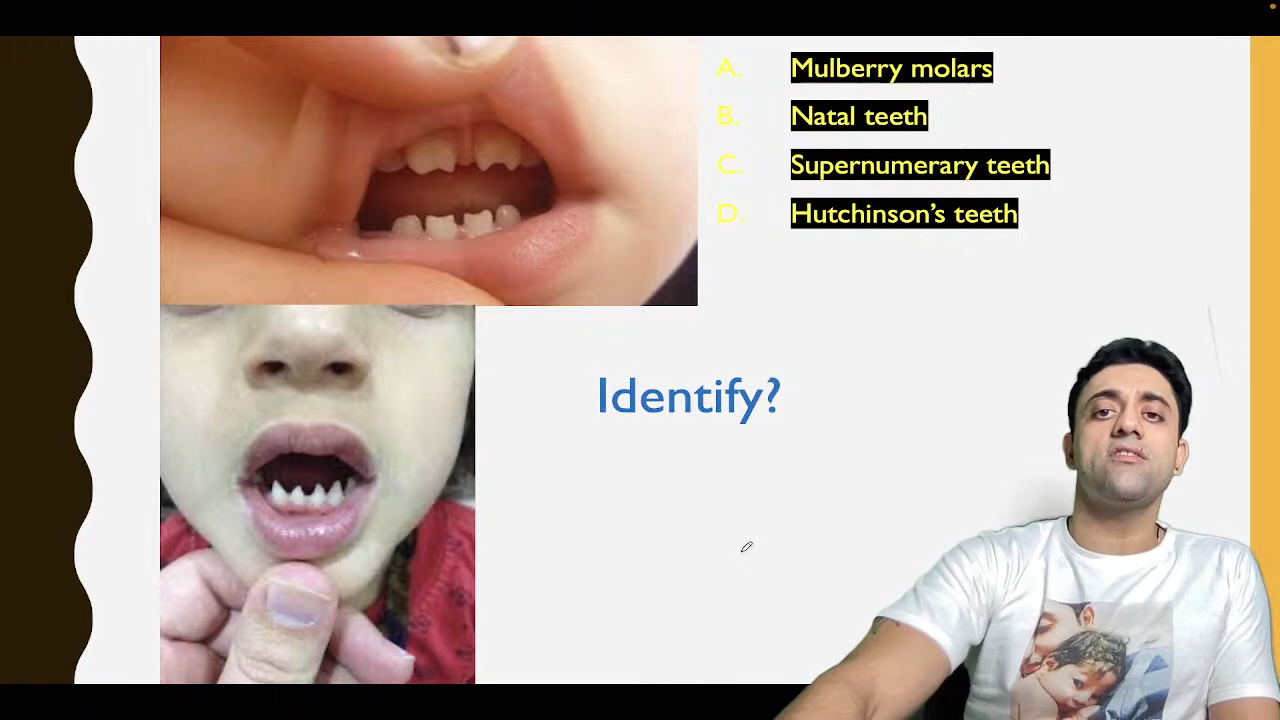 A. Mulberry molars
B. Natal teeth
C. Supernumerary teeth
D. Hutchinson’s teeth
Identify?